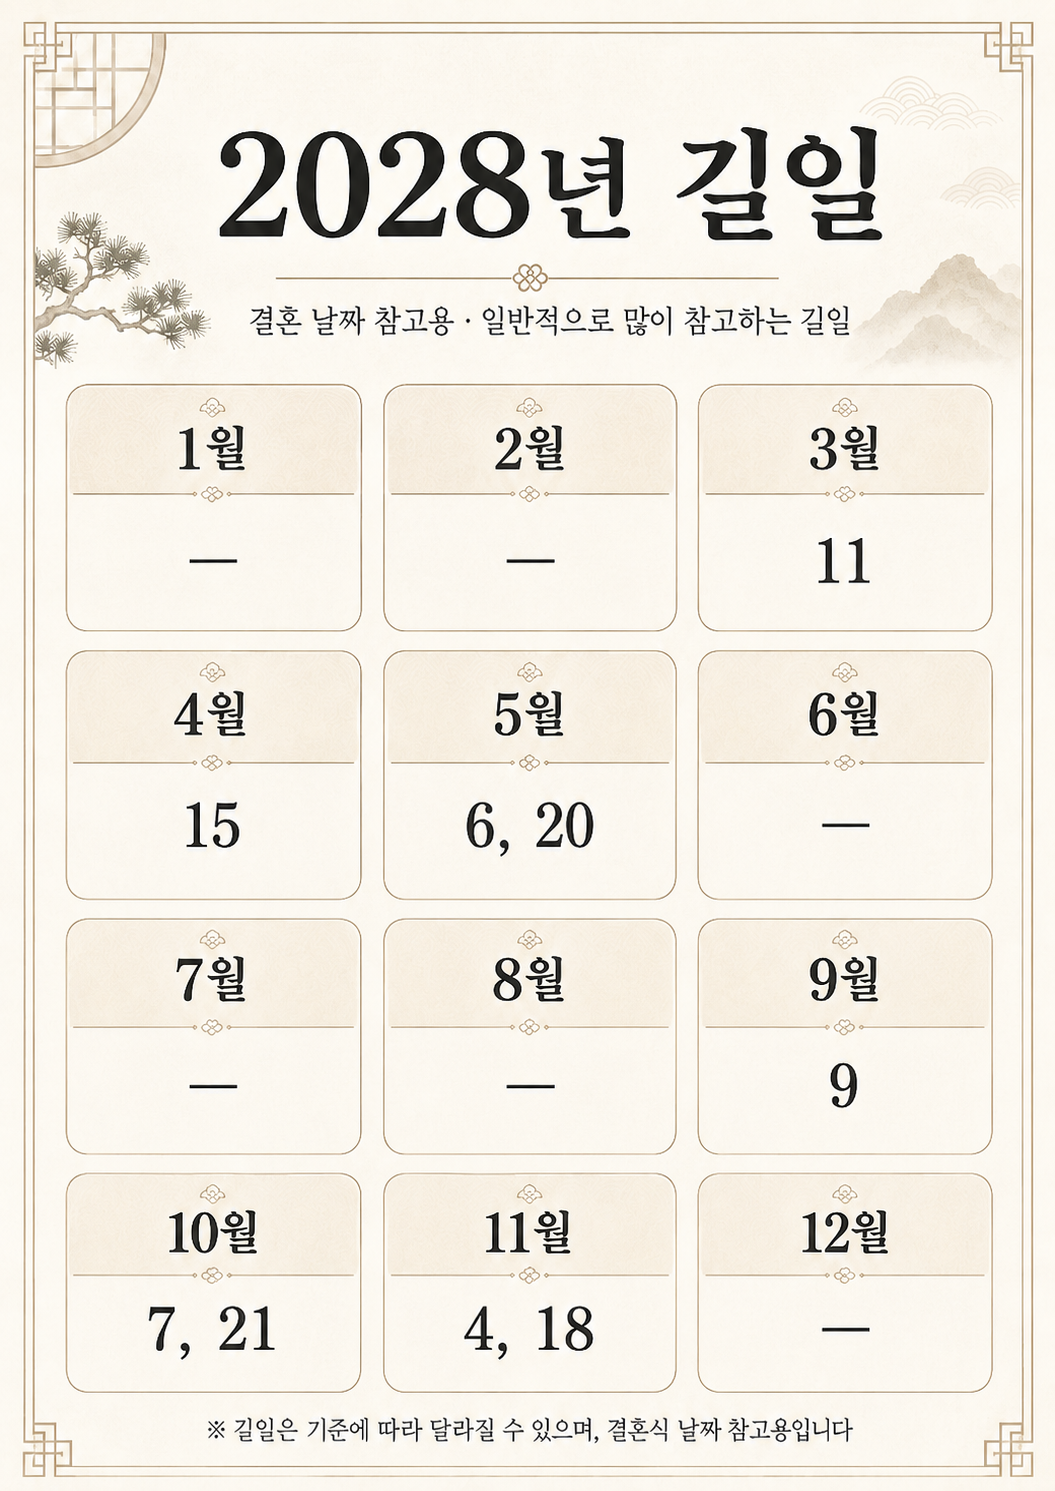 2028년 길일
결혼 날짜 참고용 · 일반적으로 많이 참고하는 길일
1월
—
2월
—
3월
11
4월
15
5월
6, 20
6월
—
7월
—
8월
—
9월
9
10월
7, 21
11월
4, 18
12월
—
※ 길일은 기준에 따라 달라질 수 있으며, 결혼식 날짜 참고용입니다